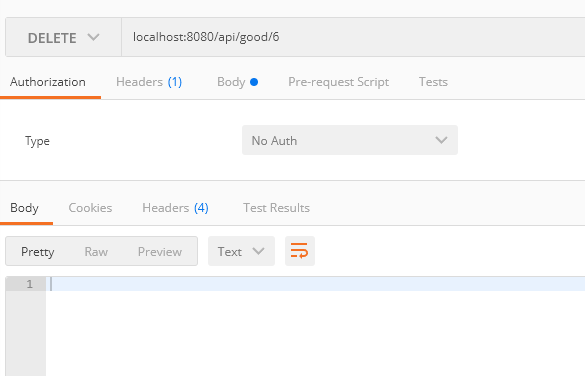 DELETE localhost:8080/api/good/6
Authorization Headers (1) Body Pre-request Script Tests
Type No Auth
Body Cookies Headers (4) Test Results
Pretty Raw Preview Text
1